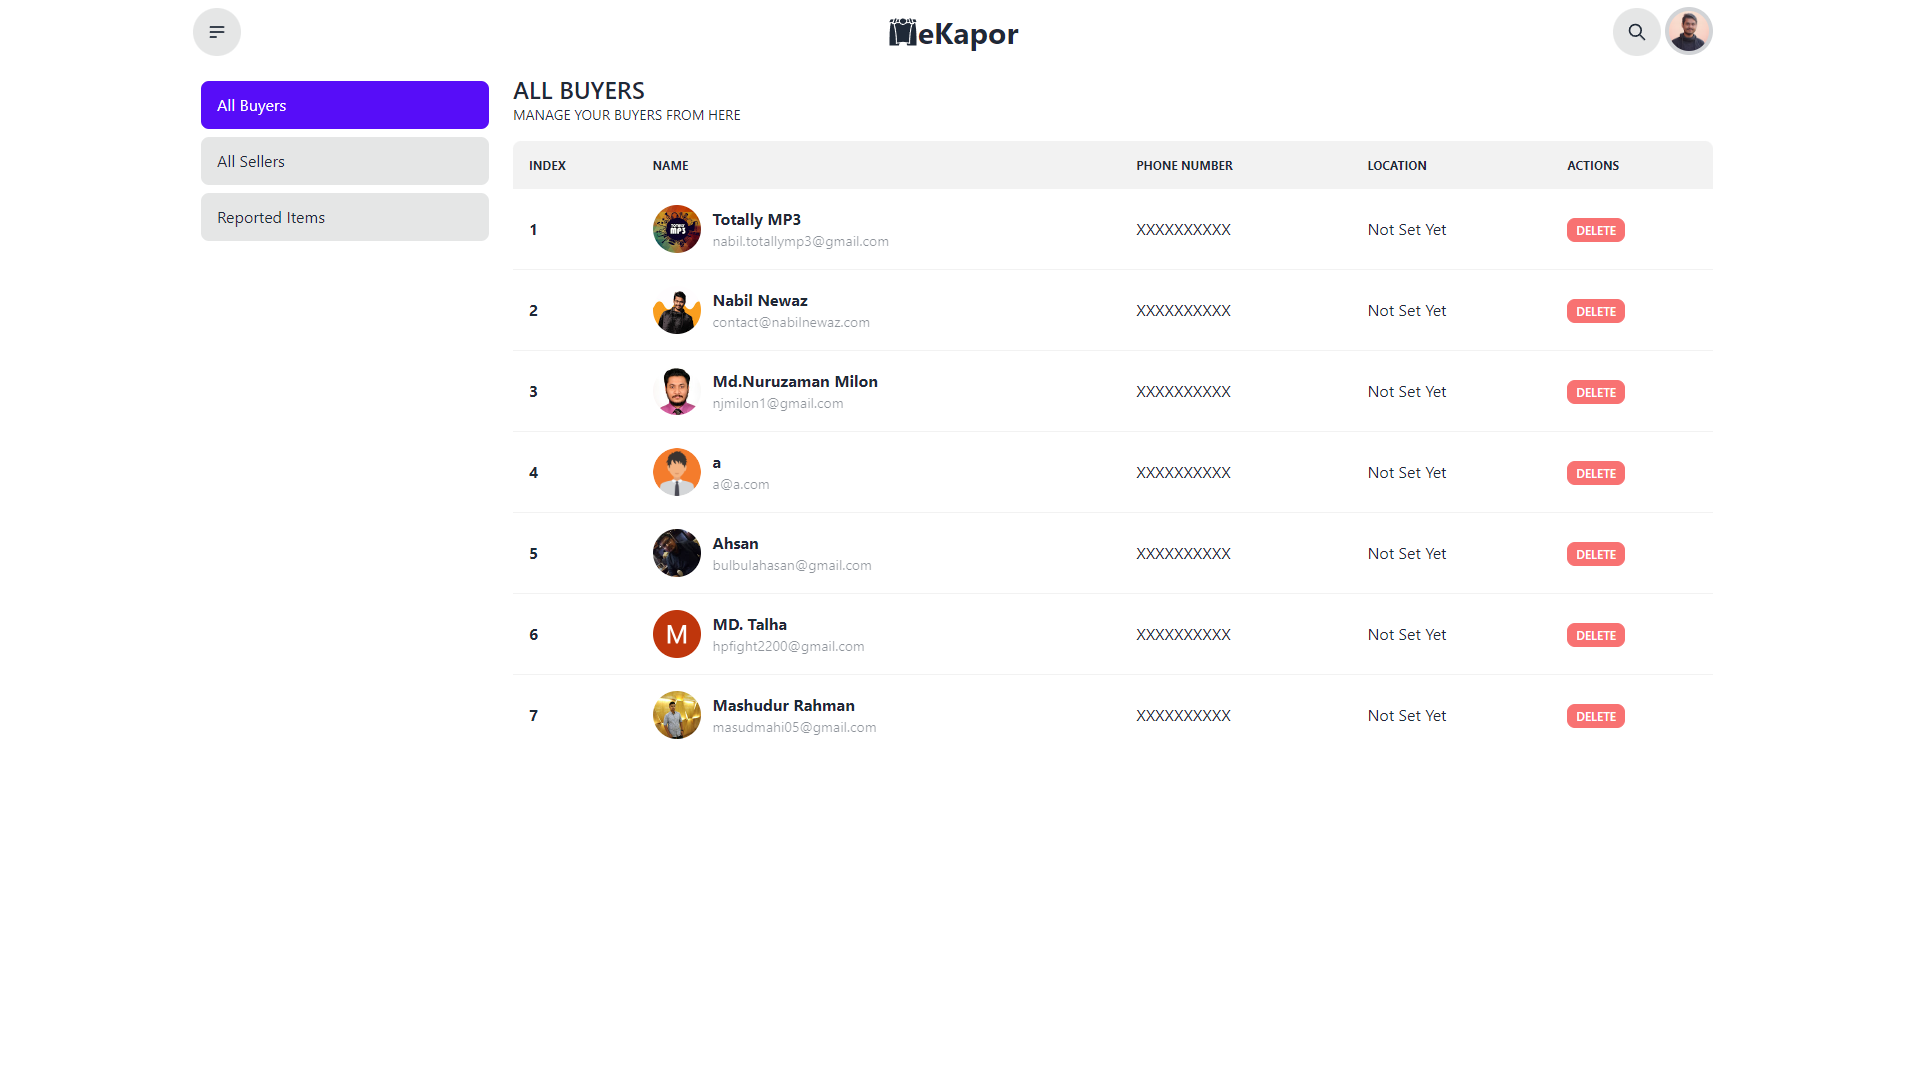 eKapor
All Buyers
All Sellers
Reported Items
ALL BUYERS
MANAGE YOUR BUYERS FROM HERE
INDEX NAME PHONE NUMBER LOCATION ACTIONS
1 TOTALLY MP3 Totally MP3 XXXXXXXXXX Not Set Yet DELETE
nabil.totallymp3@gmail.com
2 Nabil Newaz XXXXXXXXXX Not Set Yet DELETE
contact@nabilnewaz.com
3 Md.Nuruzaman Milon XXXXXXXXXX Not Set Yet DELETE
njmilon1@gmail.com
4 a XXXXXXXXXX Not Set Yet DELETE
a@a.com
5 Ahsan XXXXXXXXXX Not Set Yet DELETE
bulbulahasan@gmail.com
6 M MD. Talha XXXXXXXXXX Not Set Yet DELETE
hpfight2200@gmail.com
7 Mashudur Rahman XXXXXXXXXX Not Set Yet DELETE
masudmahi05@gmail.com